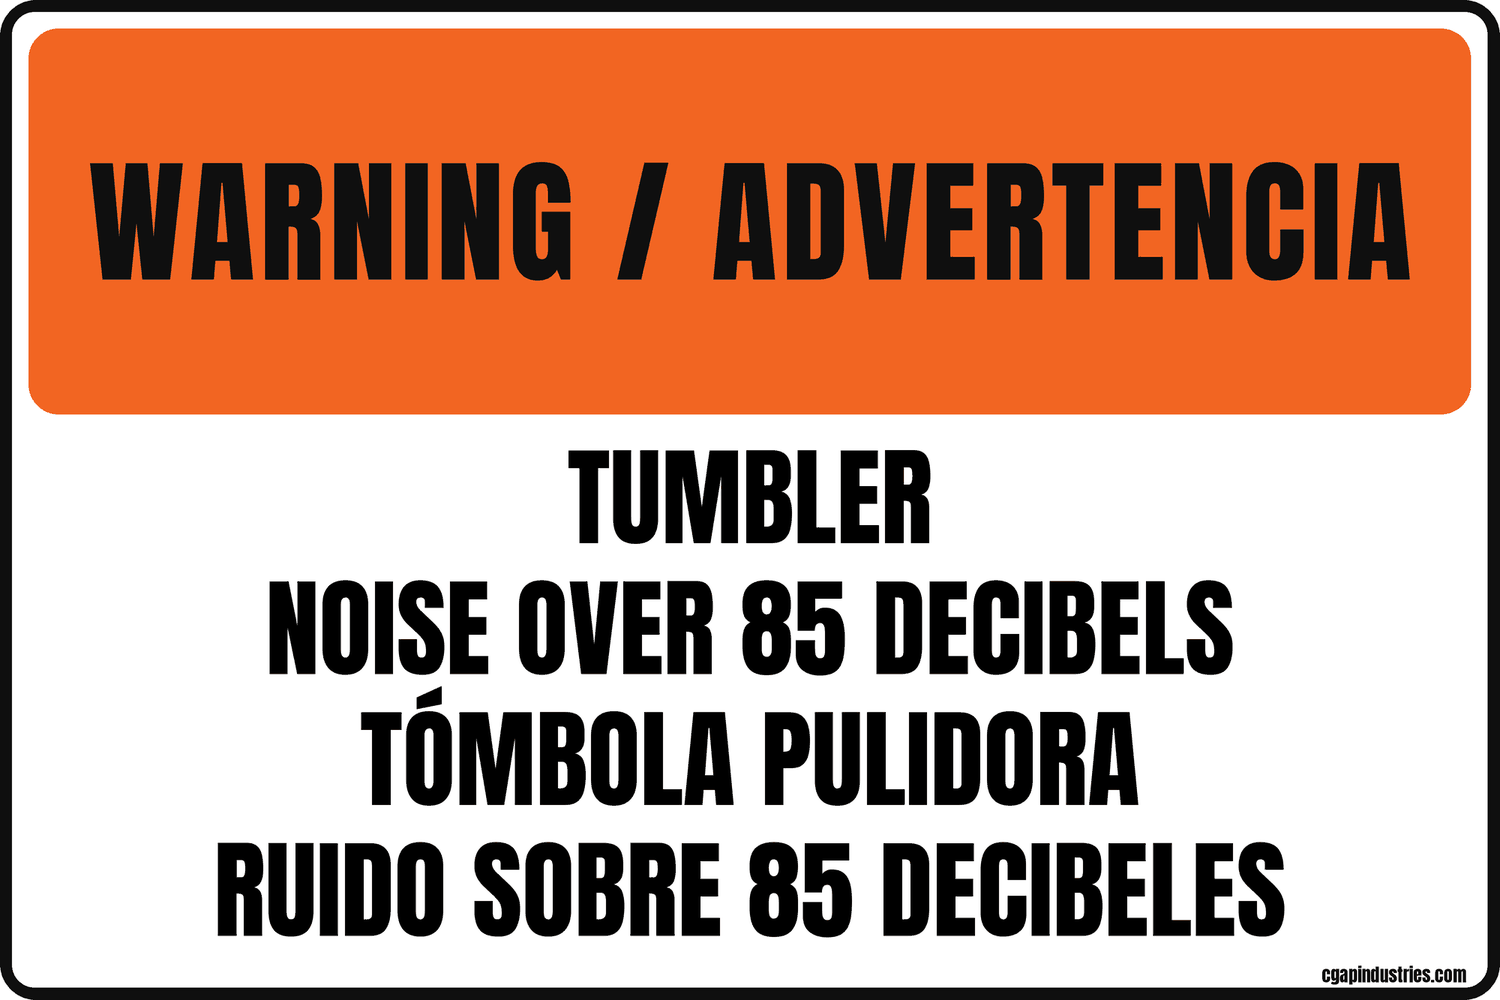 WARNING / ADVERTENCIA
TUMBLER
NOISE OVER 85 DECIBELS
TÓMBOLA PULIDORA
RUIDO SOBRE 85 DECIBELES
cgapindustries.com